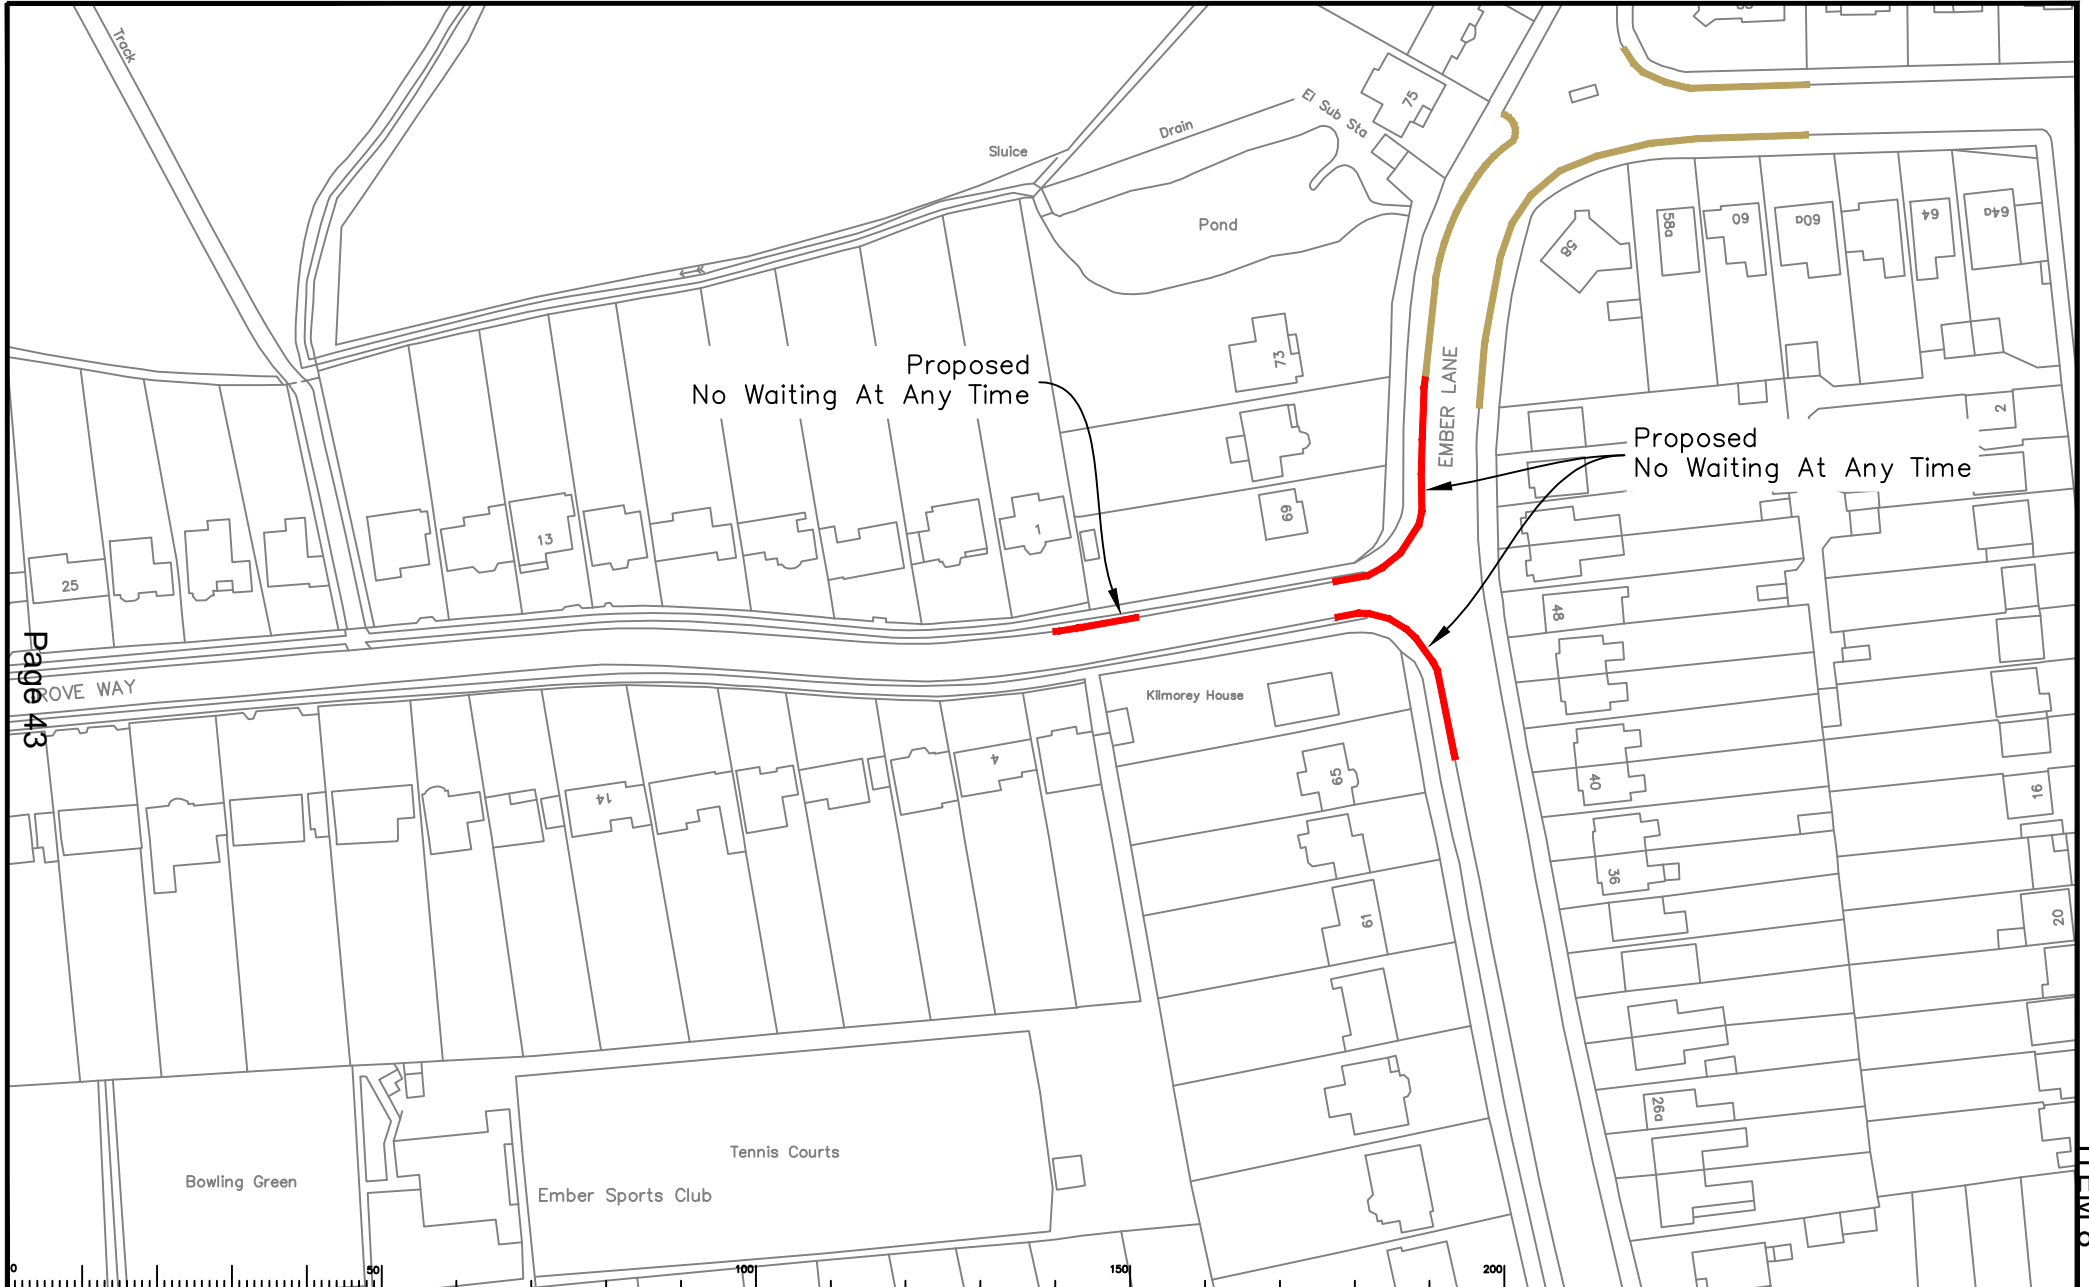 Track
El Sub Sta
75
Drain
Sluice
Pond
58
58a
60
60a
64
64a
73
Proposed
No Waiting At Any Time
EMBER LANE
2
Proposed
No Waiting At Any Time
69
1
13
25
48
Page 43
ROVE WAY
Kilmorey House
65
4
14
40
16
36
61
20
26a
Tennis Courts
Bowling Green
Ember Sports Club
0
50
100
150
200